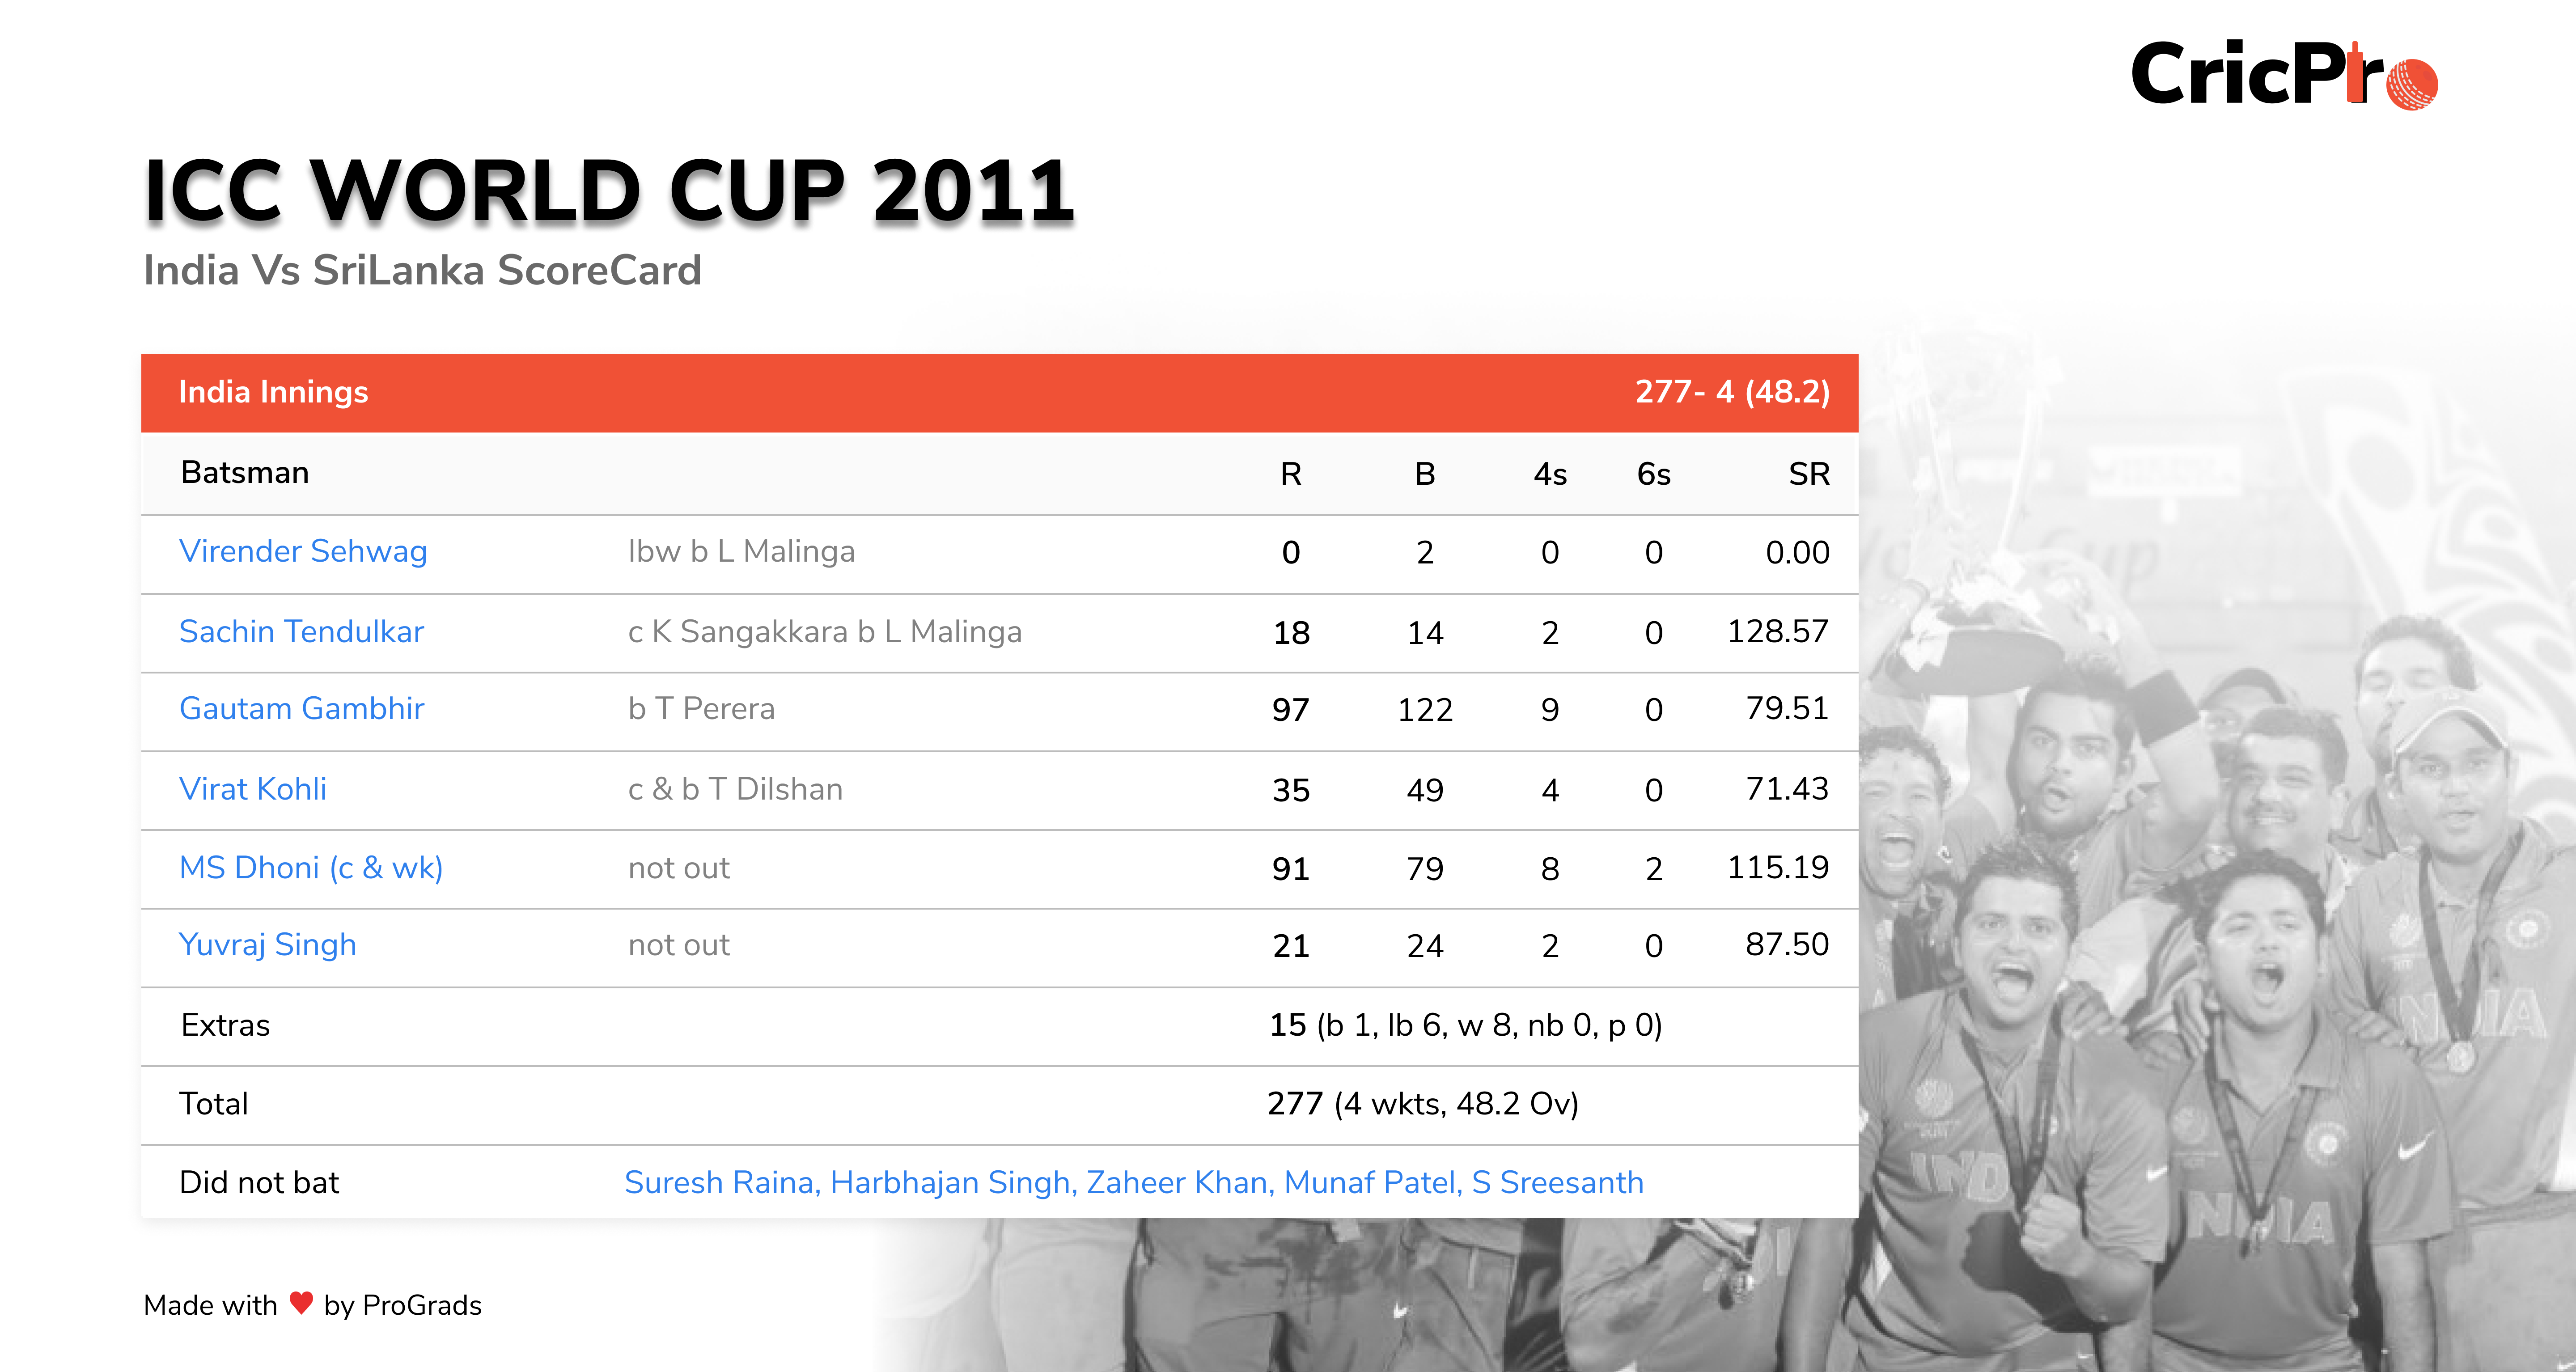 CricPro
ICC WORLD CUP 2011
India Vs SriLanka ScoreCard
India Innings 277- 4 (48.2)
Batsman R B 4s 6s SR
Virender Sehwag lbw b L Malinga 0 2 0 0 0.00
Sachin Tendulkar c K Sangakkara b L Malinga 18 14 2 0 128.57
Gautam Gambhir b T Perera 97 122 9 0 79.51
Virat Kohli c & b T Dilshan 35 49 4 0 71.43
MS Dhoni (c & wk) not out 91 79 8 2 115.19
Yuvraj Singh not out 21 24 2 0 87.50
Extras 15 (b 1, lb 6, w 8, nb 0, p 0)
Total 277 (4 wkts, 48.2 Ov)
Did not bat Suresh Raina, Harbhajan Singh, Zaheer Khan, Munaf Patel, S Sreesanth
Made with ♥ by ProGrads